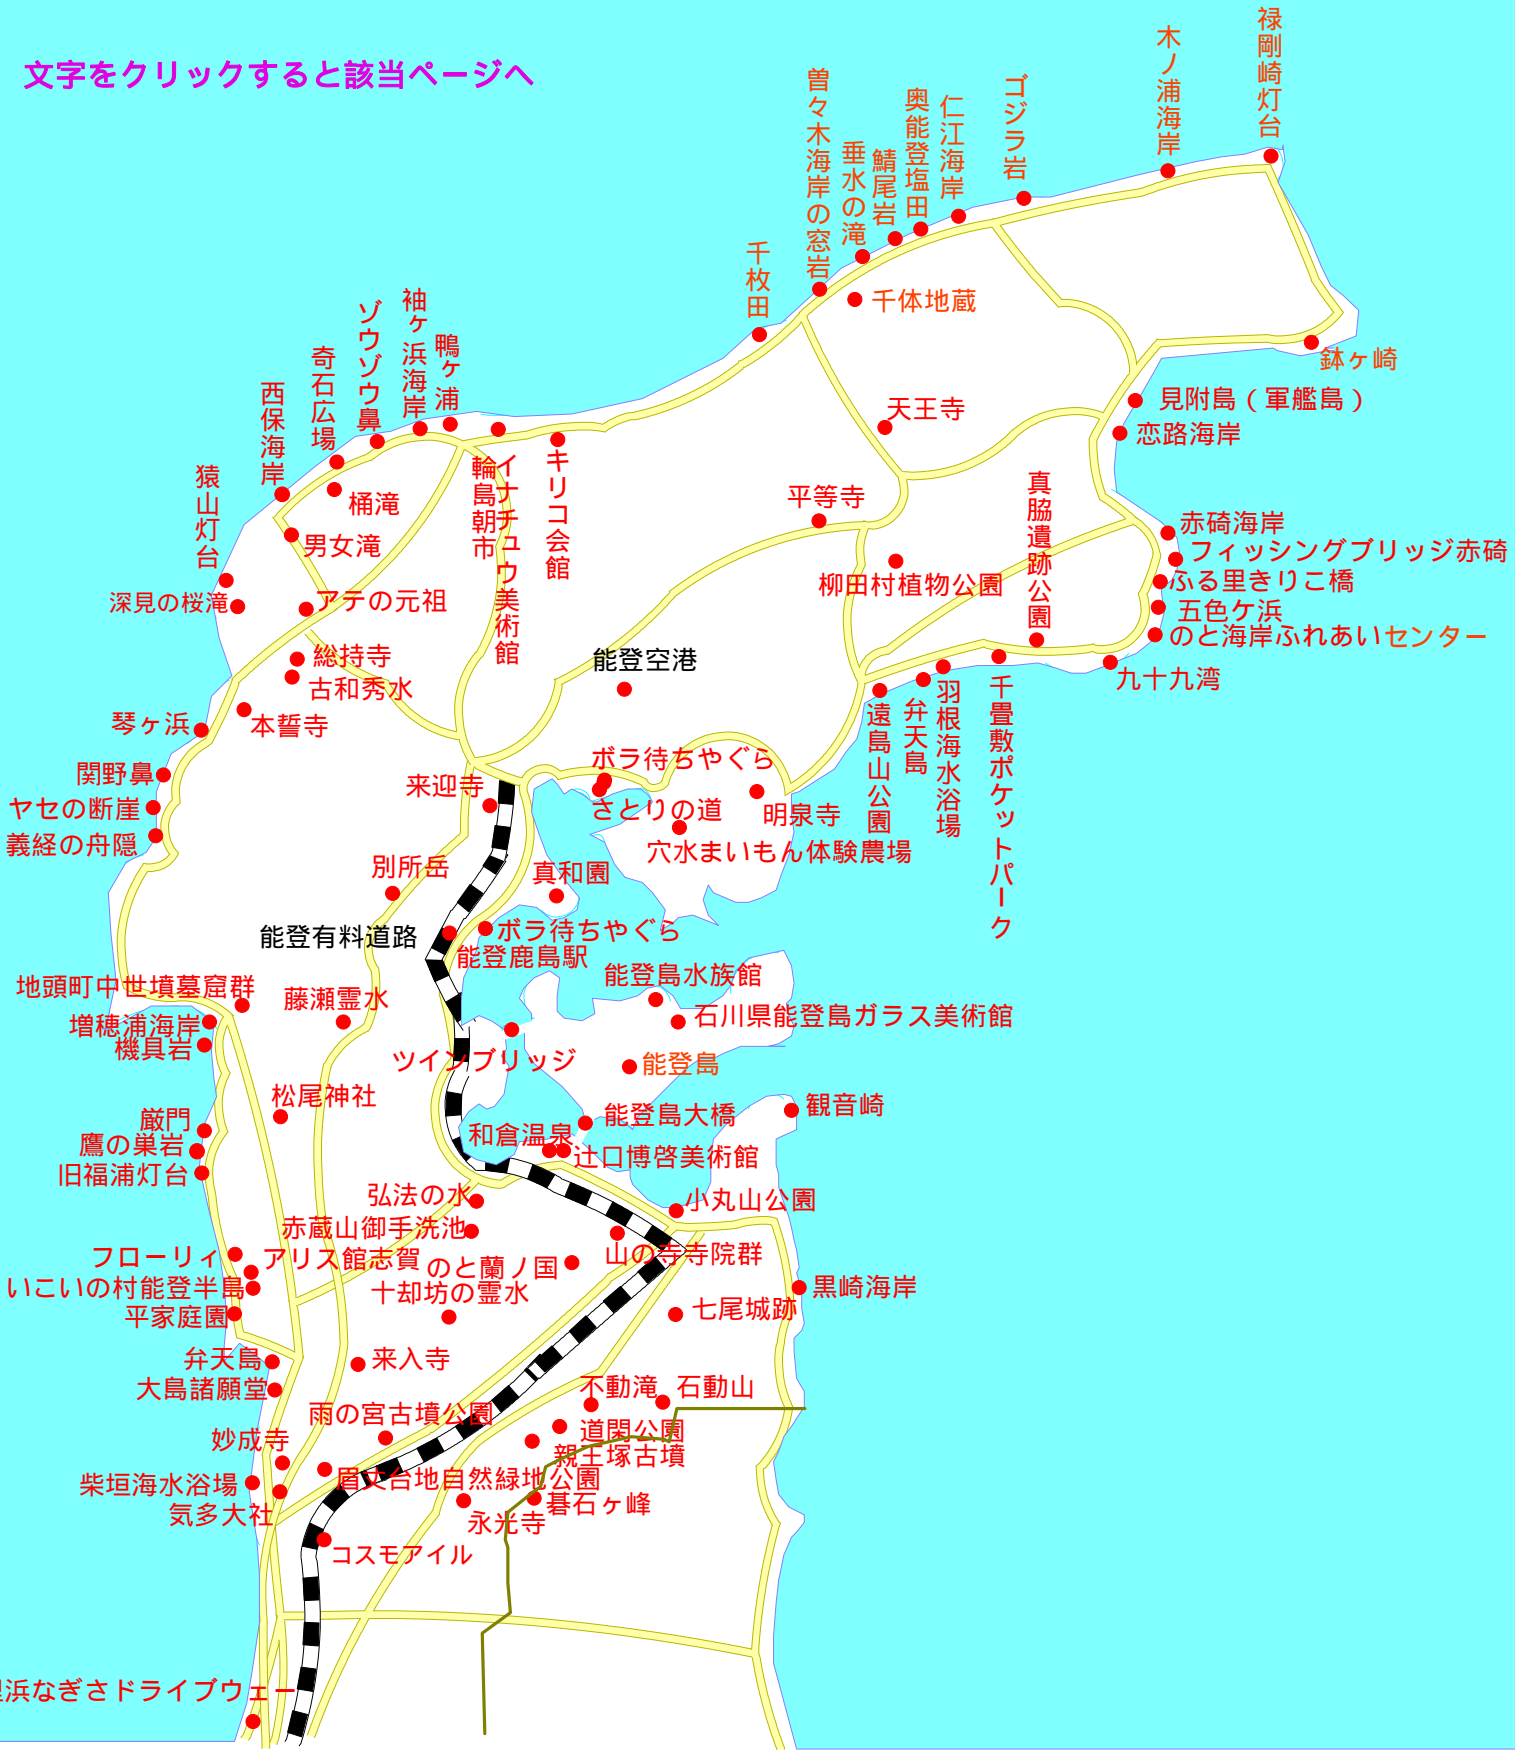 文字をクリックすると該当ページへ
禄剛崎灯台
木ノ浦海岸
ゴジラ岩
仁江海岸
奥能登塩田
鯖尾岩
垂水の滝
曽々木海岸の窓岩
千枚田
千体地蔵
鉢ヶ崎
見附島（軍艦島）
恋路海岸
天王寺
鴨ヶ浦
袖ヶ浜海岸
ゾウゾウ鼻
奇石広場
西保海岸
猿山灯台
輪島朝市
イナチュウ美術館
キリコ会館
桶滝
男女滝
平等寺
真脇遺跡公園
赤碕海岸
フィッシングブリッジ赤碕
ふる里きりこ橋
五色ケ浜
のと海岸ふれあいセンター
九十九湾
柳田村植物公園
深見の桜滝
アテの元祖
総持寺
古和秀水
本誓寺
能登空港
琴ヶ浜
関野鼻
ヤセの断崖
義経の舟隠
遠島山公園
弁天島
羽根海水浴場
千畳敷ポケットパーク
来迎寺
ボラ待ちやぐら
さとりの道
明泉寺
穴水まいもん体験農場
別所岳
真和園
能登有料道路
ボラ待ちやぐら
能登鹿島駅
能登島水族館
石川県能登島ガラス美術館
地頭町中世墳墓窟群
藤瀬霊水
増穂浦海岸
機具岩
ツインブリッジ
能登島
松尾神社
能登島大橋
観音崎
厳門
鷹の巣岩
旧福浦灯台
和倉温泉
辻口博啓美術館
弘法の水
小丸山公園
赤蔵山御手洗池
山の寺寺院群
フローリィ
アリス館志賀
のと蘭ノ国
いこいの村能登半島
十却坊の霊水
平家庭園
黒崎海岸
七尾城跡
弁天島
来入寺
大島諸願堂
不動滝
石動山
雨の宮古墳公園
道閑公園
妙成寺
親王塚古墳
柴垣海水浴場
眉丈台地自然緑地公園
気多大社
碁石ヶ峰
永光寺
コスモアイル
里浜なぎさドライブウェー